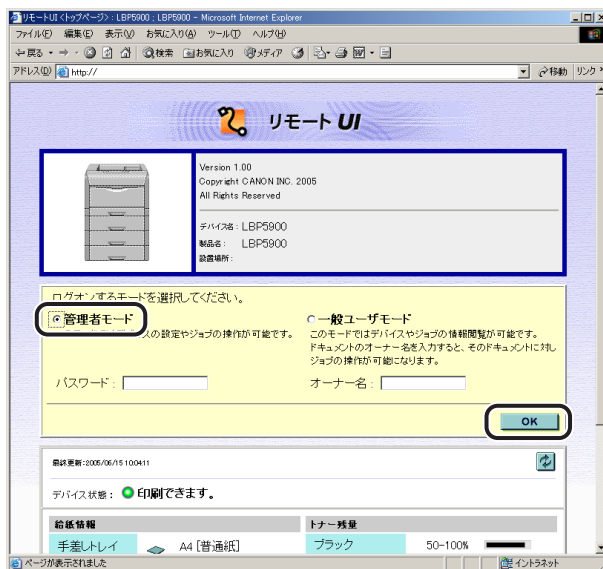 リモートUI <トップページ> : LBP5900 ; LBP5900 - Microsoft Internet Explorer
ファイル(F) 編集(E) 表示(V) お気に入り(A) ツール(T) ヘルプ(H)
戻る 検索 お気に入り メディア
アドレス(D) http:// 移動 リンク
リモート UI
Version 1.00
Copyright CANON INC. 2005
All Rights Reserved
デバイス名 : LBP5900
製品名 : LBP5900
設置場所 :
ログオンするモードを選択してください。
管理者モード
スの設定やジョブの操作が可能です。
パスワード :
一般ユーザモード
このモードではデバイスやジョブの情報閲覧が可能です。
ドキュメントのオーナー名を入力すると、そのドキュメントに対し
ジョブの操作が可能になります。
オーナー名 :
OK
最終更新 : 2005/06/15 10:04:11
デバイス状態 : 印刷できます。
給紙情報
手差しトレイ A4 [普通紙]
トナー残量
ブラック 50-100%
ページが表示されました イントラネット